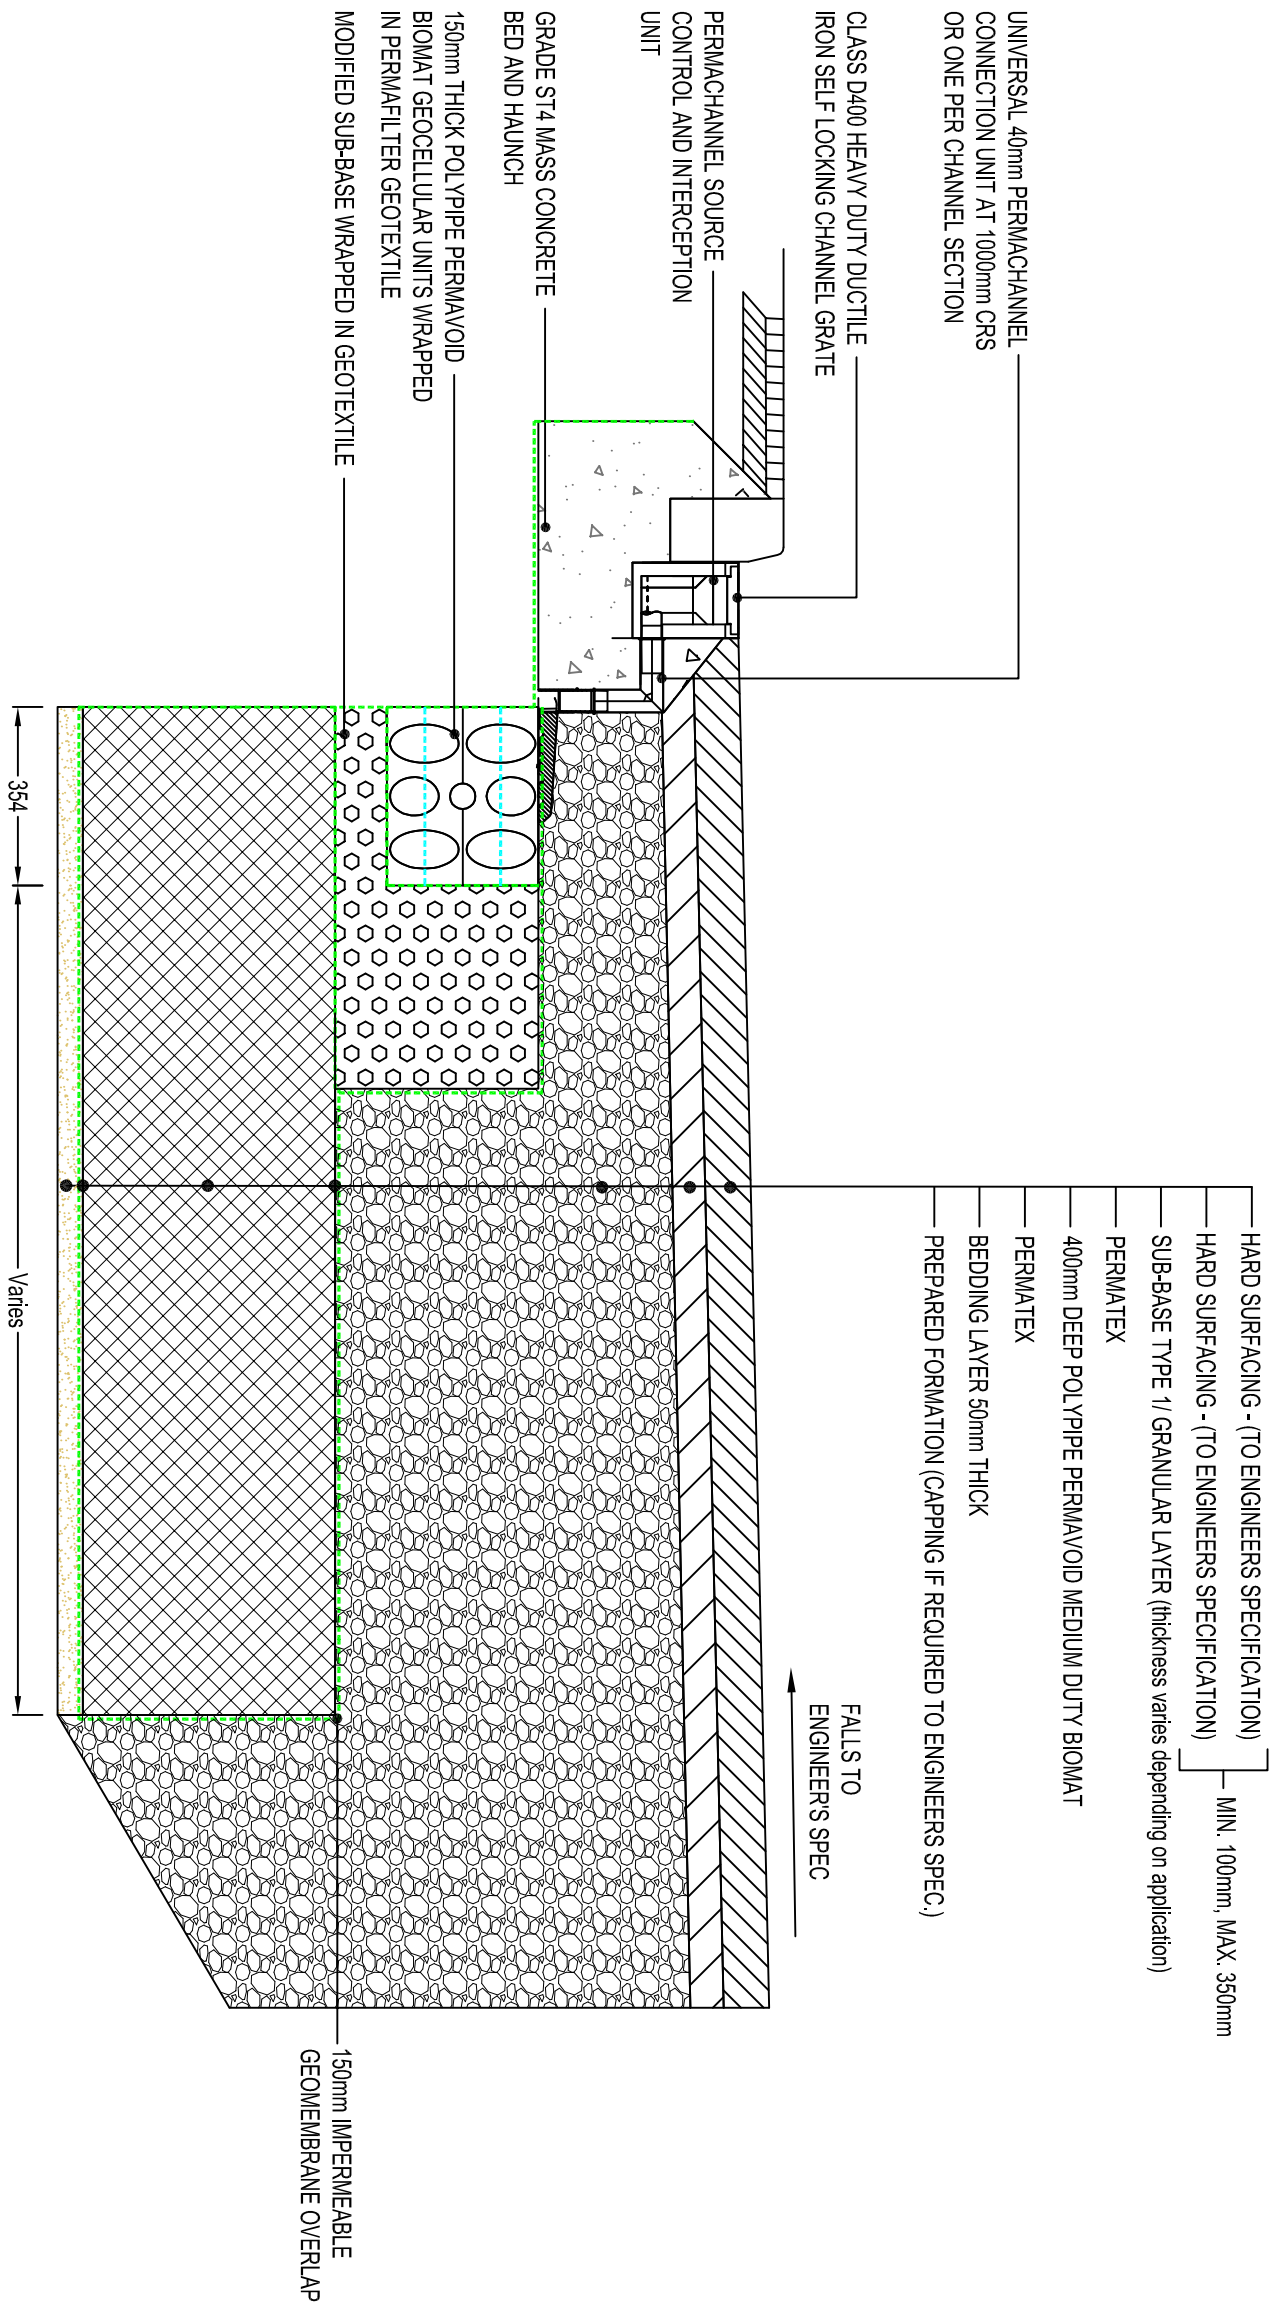 UNIVERSAL 40mm PERMACHANNEL
CONNECTION UNIT AT 1000mm CRS
OR ONE PER CHANNEL SECTION
CLASS D400 HEAVY DUTY DUCTILE
IRON SELF LOCKING CHANNEL GRATE
PERMACHANNEL SOURCE
CONTROL AND INTERCEPTION
UNIT
GRADE ST4 MASS CONCRETE
BED AND HAUNCH
150mm THICK POLYPIPE PERMAVOID
BIOMAT GEOCELLULAR UNITS WRAPPED
IN PERMAFILTER GEOTEXTILE
MODIFIED SUB-BASE WRAPPED IN GEOTEXTILE
HARD SURFACING - (TO ENGINEERS SPECIFICATION)
HARD SURFACING - (TO ENGINEERS SPECIFICATION)
MIN. 100mm, MAX. 350mm
SUB-BASE TYPE 1/ GRANULAR LAYER (thickness varies depending on application)
PERMATEX
400mm DEEP POLYPIPE PERMAVOID MEDIUM DUTY BIOMAT
PERMATEX
BEDDING LAYER 50mm THICK
PREPARED FORMATION (CAPPING IF REQUIRED TO ENGINEERS SPEC.)
FALLS TO
ENGINEER'S SPEC
150mm IMPERMEABLE
GEOMEMBRANE OVERLAP
354
Varies